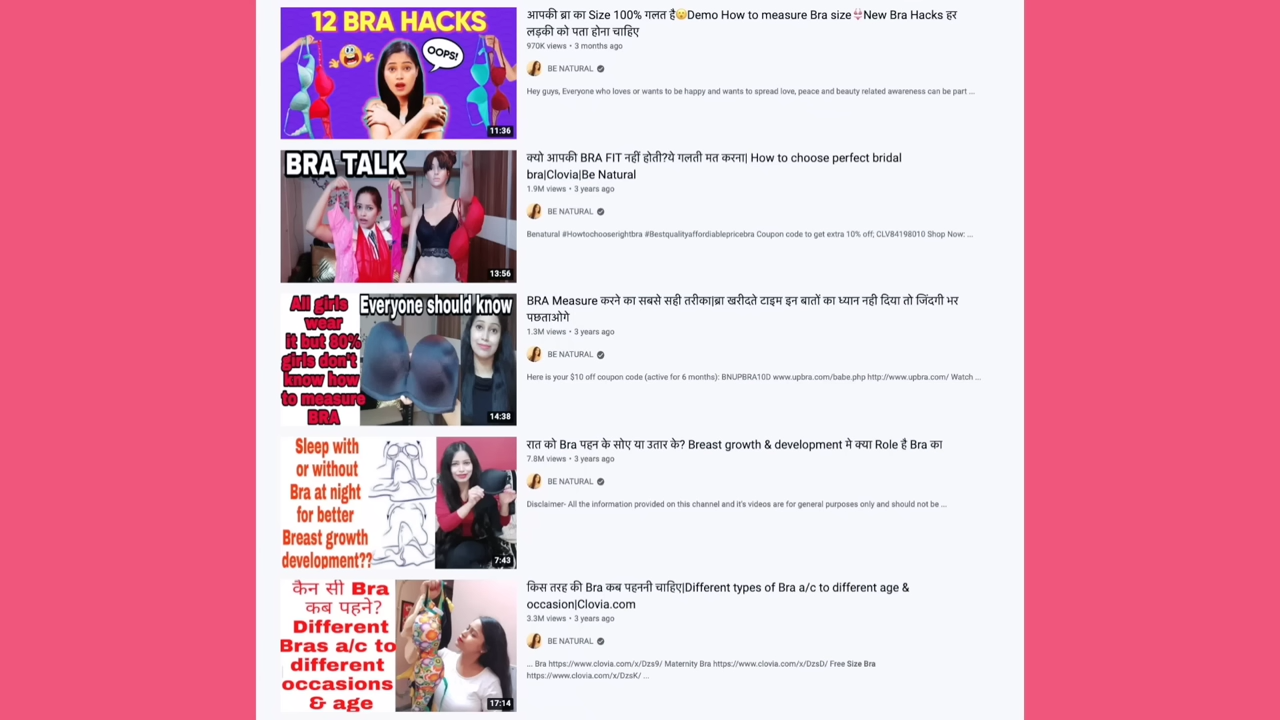 12 BRA HACKS
OOPS!
11:36
आपकी ब्रा का Size 100% गलत है😯Demo How to measure Bra size👙New Bra Hacks हर
लड़की को पता होना चाहिए
970K views • 3 months ago
BE NATURAL
Hey guys, Everyone who loves or wants to be happy and wants to spread love, peace and beauty related awareness can be part ...
BRA TALK
13:56
क्यो आपकी BRA FIT नहीं होती?ये गलती मत करना| How to choose perfect bridal
bra|Clovia|Be Natural
1.9M views • 3 years ago
BE NATURAL
Benatural #Howtochooserightbra #Bestqualityaffordiablepricebra Coupon code to get extra 10% off; CLV84198010 Shop Now: ...
All girls
wear
it but 80%
girls don't
know how
to measure
BRA
Everyone should know
14:38
BRA Measure करने का सबसे सही तरीका|ब्रा खरीदते टाइम इन बातों का ध्यान नही दिया तो जिंदगी भर
पछताओगे
1.3M views • 3 years ago
BE NATURAL
Here is your $10 off coupon code (active for 6 months): BNUPBRA10D www.upbra.com/babe.php http://www.upbra.com/ Watch ...
Sleep with
or without
Bra at night
for better
Breast growth
development??
7:43
रात को Bra पहन के सोए या उतार के? Breast growth & development मे क्या Role है Bra का
7.8M views • 3 years ago
BE NATURAL
Disclaimer- All the information provided on this channel and it's videos are for general purposes only and should not be ...
कैन सी Bra
कब पहने?
Different
Bras a/c to
different
occasions
& age
17:14
किस तरह की Bra कब पहननी चाहिए|Different types of Bra a/c to different age &
occasion|Clovia.com
3.3M views • 3 years ago
BE NATURAL
... Bra https://www.clovia.com/x/Dzs9/ Maternity Bra https://www.clovia.com/x/DzsD/ Free Size Bra
https://www.clovia.com/x/DzsK/ ...